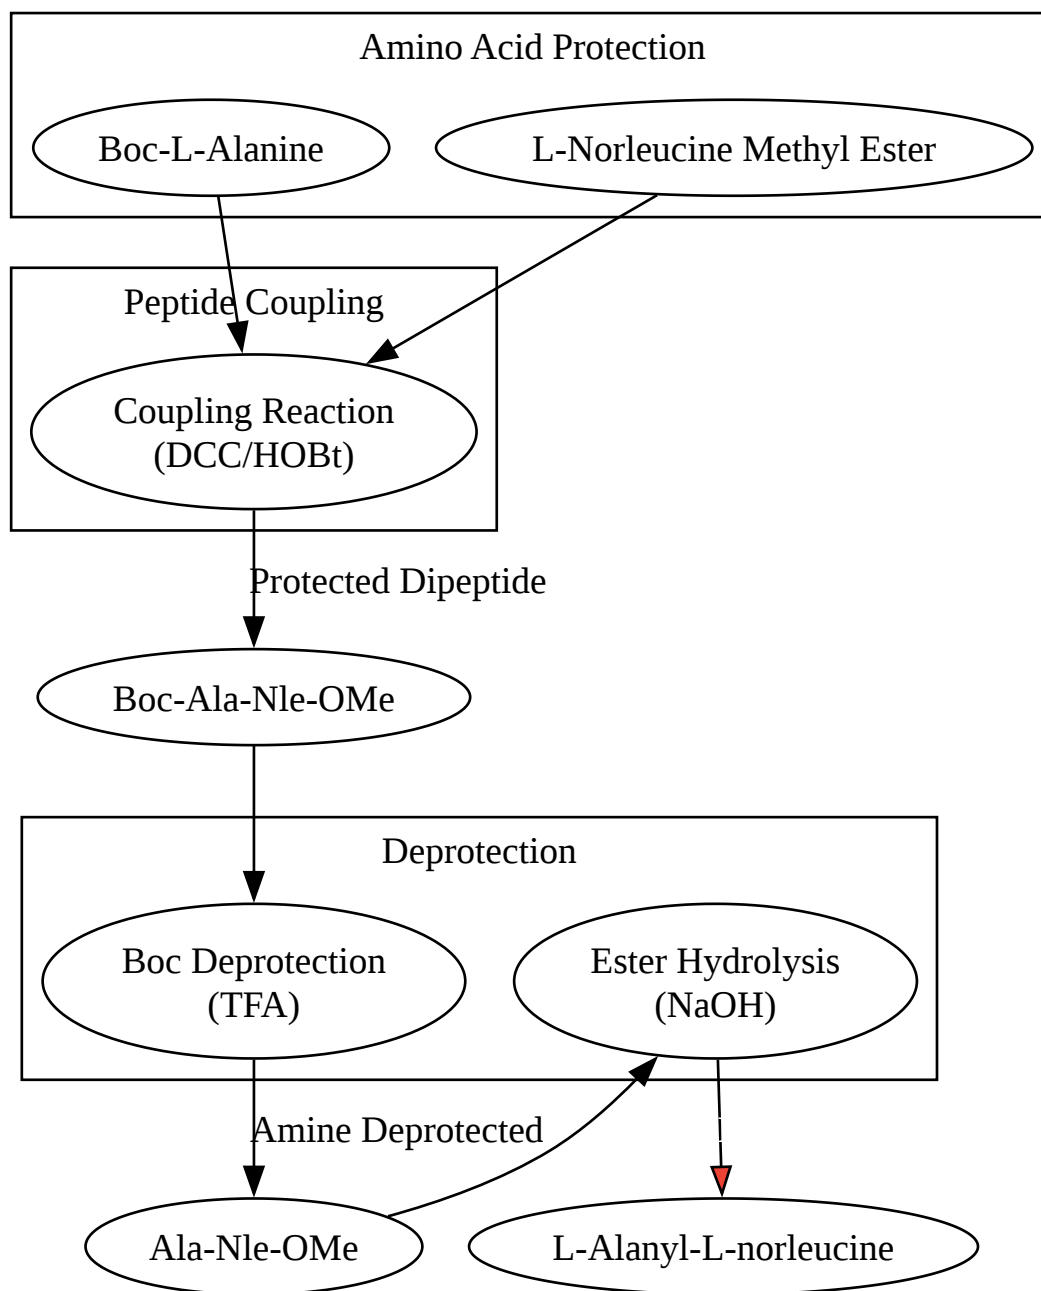 Amino Acid Protection
Boc-L-Alanine
L-Norleucine Methyl Ester
Peptide Coupling
Coupling Reaction
(DCC/HOBt)
Protected Dipeptide
Boc-Ala-Nle-OMe
Deprotection
Boc Deprotection
(TFA)
Ester Hydrolysis
(NaOH)
Amine Deprotected
Ala-Nle-OMe
L-Alanyl-L-norleucine